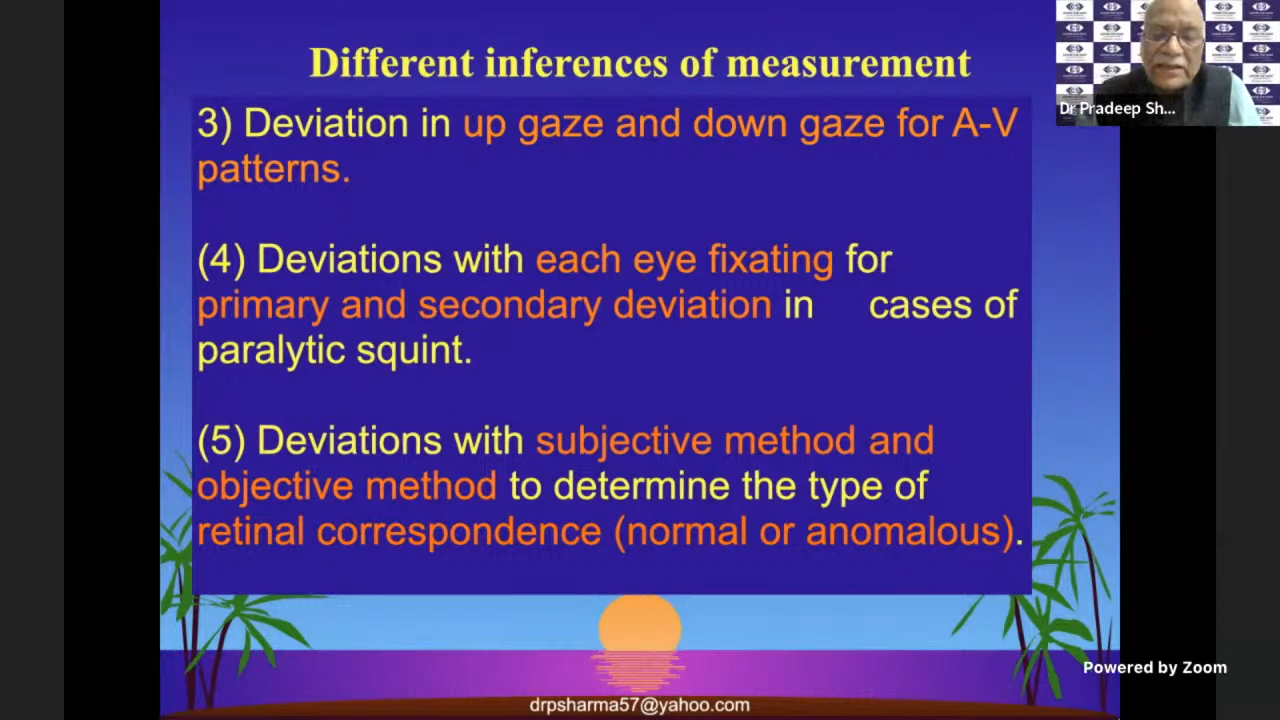 Different inferences of measurement
3) Deviation in up gaze and down gaze for A-V
patterns.
(4) Deviations with each eye fixating for
primary and secondary deviation in cases of
paralytic squint.
(5) Deviations with subjective method and
objective method to determine the type of
retinal correspondence (normal or anomalous).
drpsharma57@yahoo.com
Dr Pradeep Sh...
Powered by Zoom